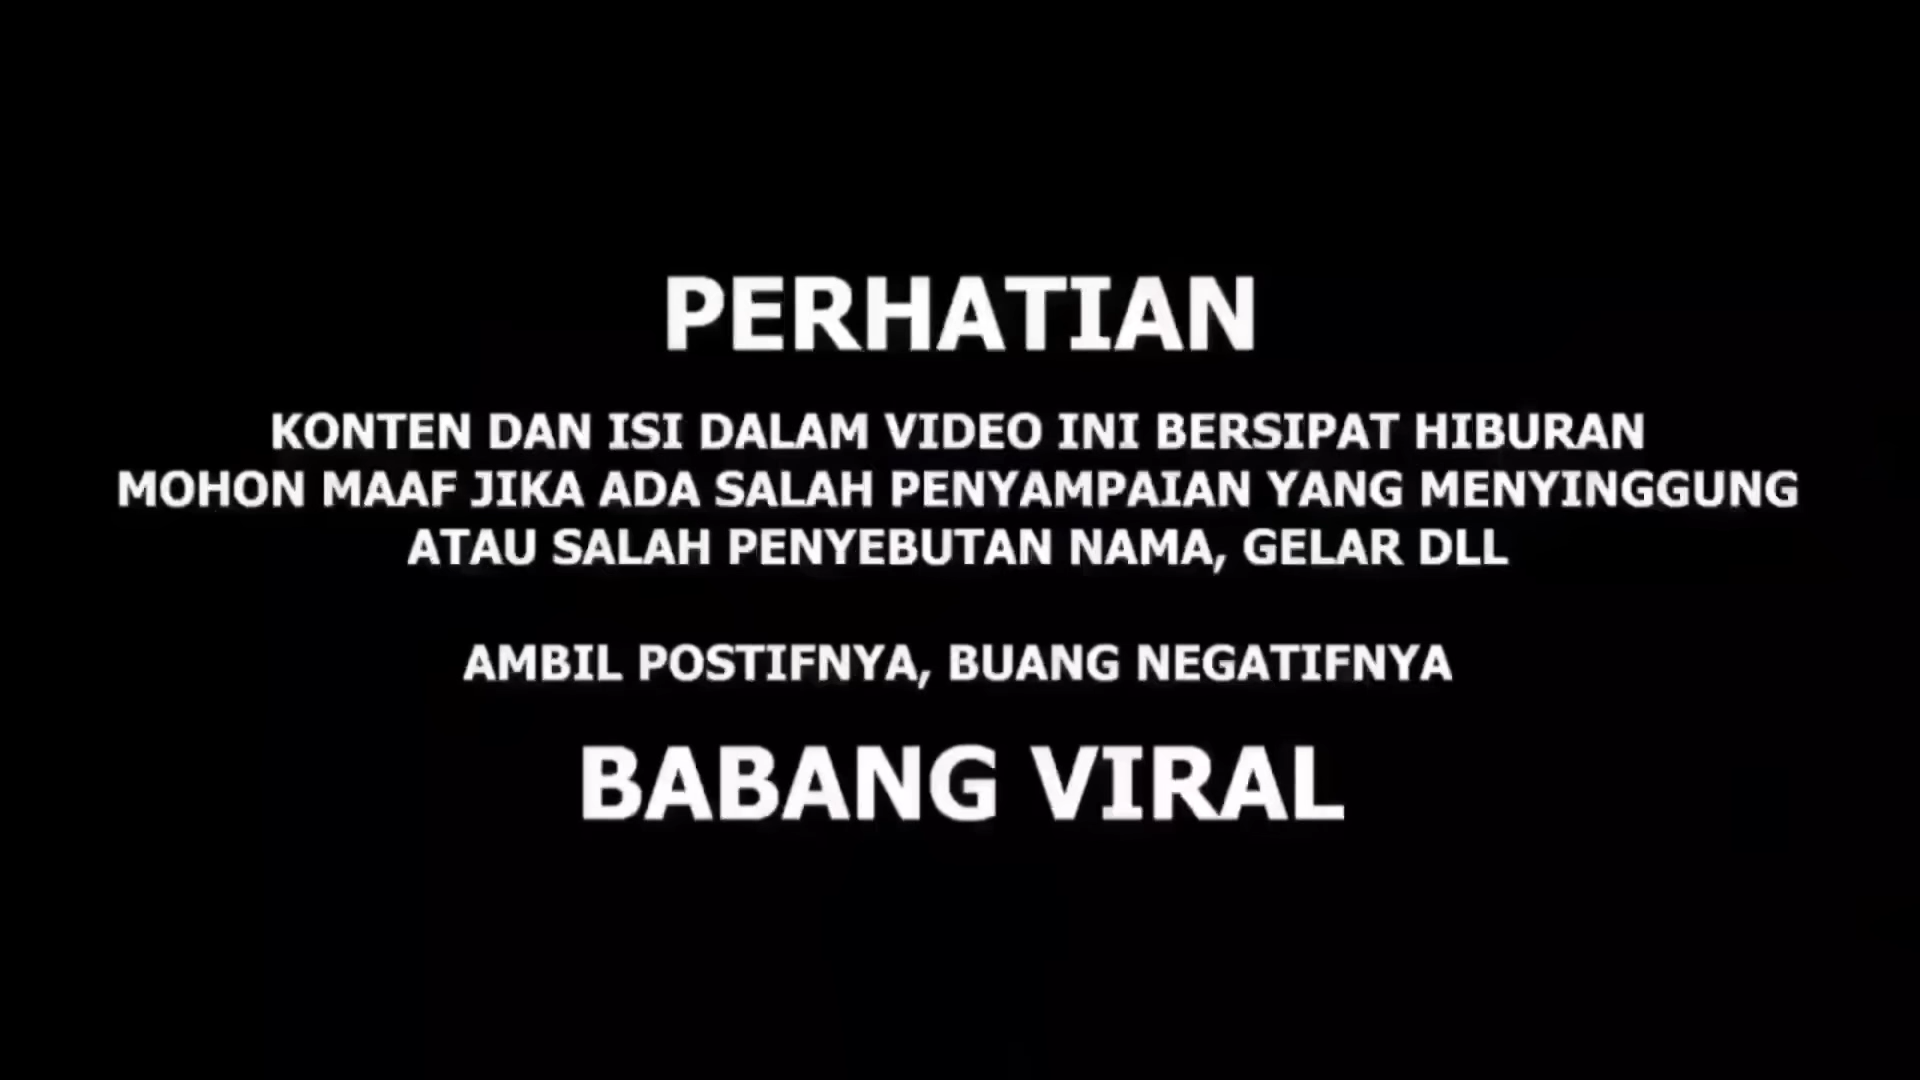 PERHATIAN
KONTEN DAN ISI DALAM VIDEO INI BERSIPAT HIBURAN
MOHON MAAF JIKA ADA SALAH PENYAMPAIAN YANG MENYINGGUNG
ATAU SALAH PENYEBUTAN NAMA, GELAR DLL
AMBIL POSTIFNYA, BUANG NEGATIFNYA
BABANG VIRAL